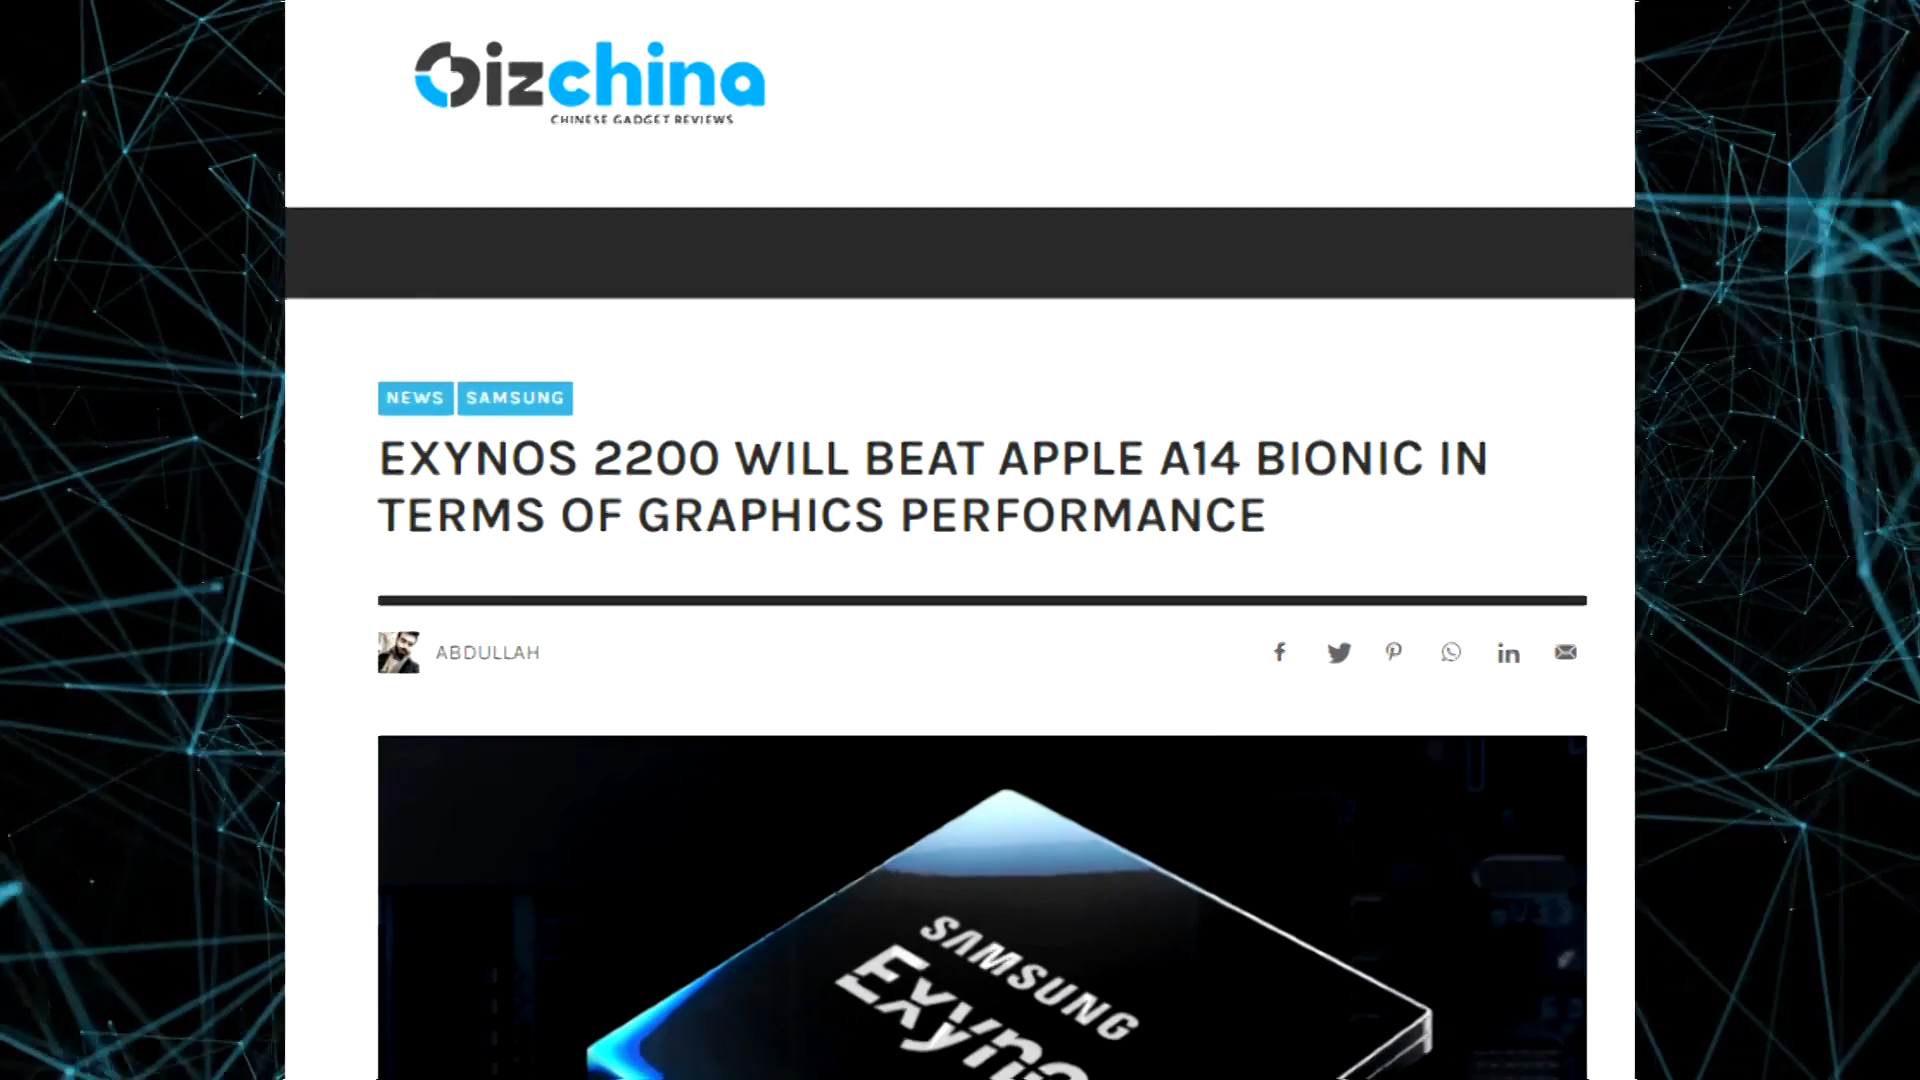 Gizchina
CHINESE GADGET REVIEWS
NEWS SAMSUNG
EXYNOS 2200 WILL BEAT APPLE A14 BIONIC IN
TERMS OF GRAPHICS PERFORMANCE
ABDULLAH
SAMSUNG
Exyno